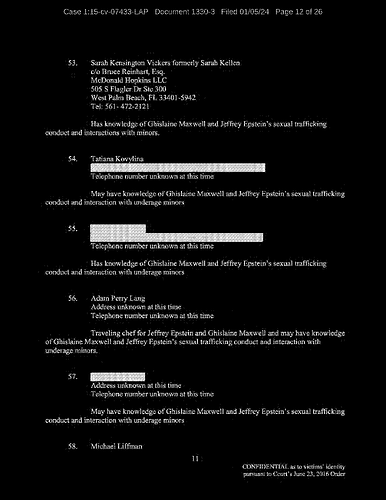 Case 1:15-cv-07433-LAP Document 1330-3 Filed 01/05/24 Page 12 of 26
53. Sarah Kensington Vickers formerly Sarah Kellen
c/o Bruce Reinhart, Esq.
McDonald Hopkins LLC
505 S Flagler Dr Ste 300
West Palm Beach, FL 33401-5942
Tel: 561- 472-2121
Has knowledge of Ghislaine Maxwell and Jeffrey Epstein's sexual trafficking
conduct and interactions with minors.
54. Tatiana Kovylina
Telephone number unknown at this time
May have knowledge of Ghislaine Maxwell and Jeffrey Epstein's sexual trafficking
conduct and interaction with underage minors
55.
Telephone number unknown at this time
Has knowledge of Ghislaine Maxwell and Jeffrey Epstein's sexual trafficking
conduct and interaction with underage minors
56. Adam Perry Lang
Address unknown at this time
Telephone number unknown at this time
Traveling chef for Jeffrey Epstein and Ghislaine Maxwell and may have knowledge
of Ghislaine Maxwell and Jeffrey Epstein's sexual trafficking conduct and interaction with
underage minors.
57.
Address unknown at this time
Telephone number unknown at this time
May have knowledge of Ghislaine Maxwell and Jeffrey Epstein's sexual trafficking
conduct and interaction with underage minors
58. Michael Liffman
11
CONFIDENTIAL as to victims' identity
pursuant to Court's June 23, 2016 Order